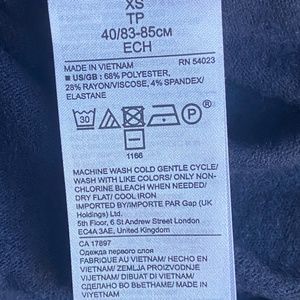 XS
TP
40/83-85CM
ECH
MADE IN VIETNAM RN 54023
■ US/GB : 68% POLYESTER,
28% RAYON/VISCOSE, 4% SPANDEX/
ELASTANE
30
P
1166
MACHINE WASH COLD GENTLE CYCLE/
WASH WITH LIKE COLORS/ ONLY NON-
CHLORINE BLEACH WHEN NEEDED/
DRY FLAT/ COOL IRON
IMPORTED BY/IMPORTE PAR Gap (UK
Holdings) Ltd.
5th Floor, 6 St Andrew Street London
EC4A 3AE, United Kingdom
CA 17897
Одежда первого слоя
FABRIQUE AU VIETNAM/ HECHO EN
VIETNAM/ ZEMLJA PROIZVODNJE
VIJETNAM/ DIBUAT DI VIETNAM/
СДЕЛАНО ВО ВЬЕТНАМЕ/ MADE IN
VIYETNAM